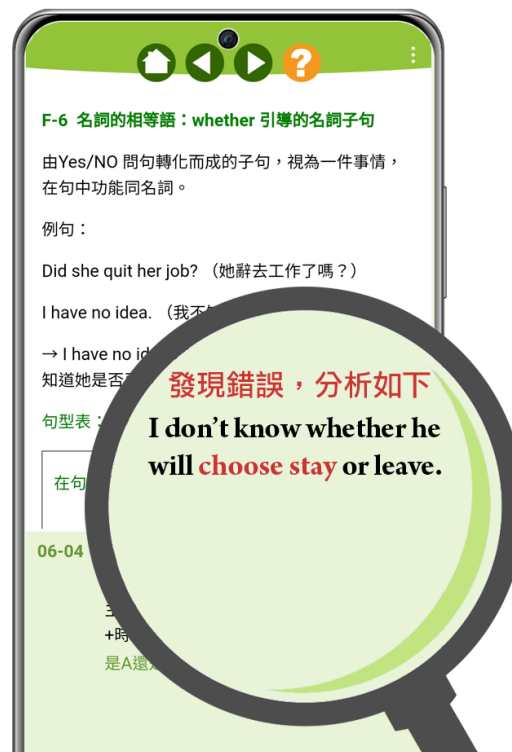 ?
F-6 名詞的相等語：whether 引導的名詞子句
由Yes/NO 問句轉化而成的子句，視為一件事情，
在句中功能同名詞。
例句：
Did she quit her job? （她辭去工作了嗎？）
I have no idea. （我不
→ I have no
知道她是否
句型表：
在句
發現錯誤，分析如下
I don't know whether he
will choose stay or leave.
06-04
+時
是A還